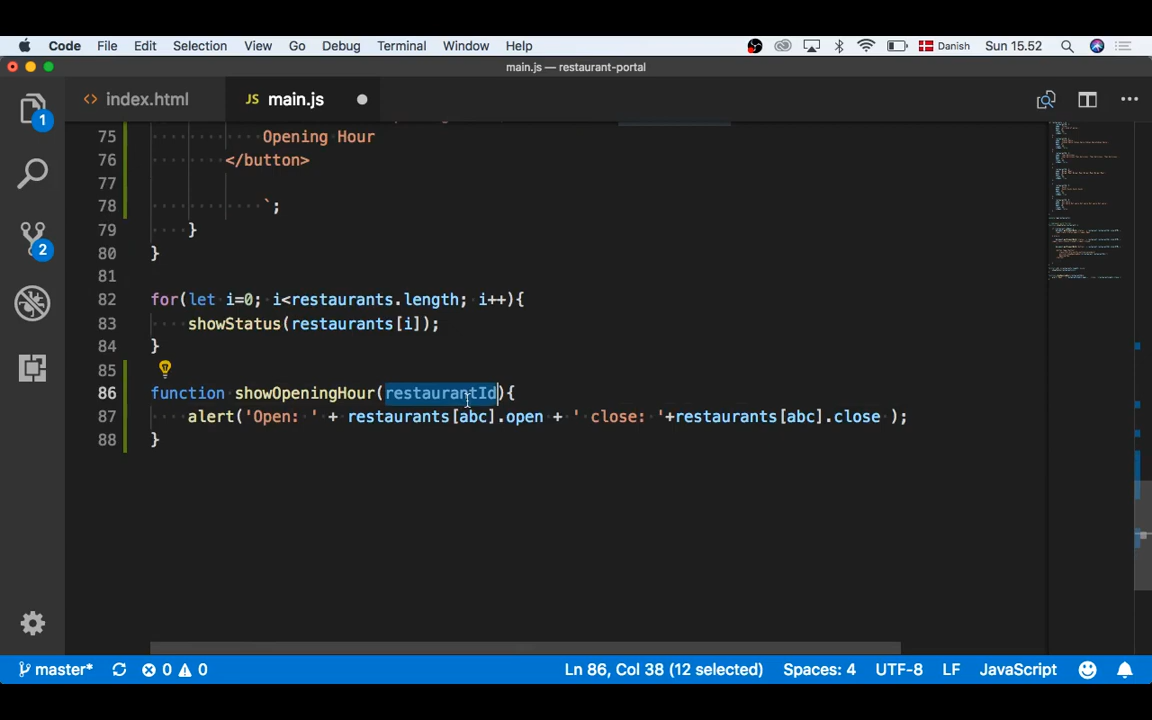 Code File Edit Selection View Go Debug Terminal Window Help Danish Sun 15.52
main.js — restaurant-portal
index.html JS main.js
1
2
75 Opening Hour
76 </button>
77
78 `;
79 }
80 }
81
82 for(let i=0; i<restaurants.length; i++){
83 showStatus(restaurants[i]);
84 }
85
86 function showOpeningHour(restaurantId){
87 alert('Open: ' + restaurants[abc].open + ' close: '+restaurants[abc].close );
88 }
master* 0 0 Ln 86, Col 38 (12 selected) Spaces: 4 UTF-8 LF JavaScript